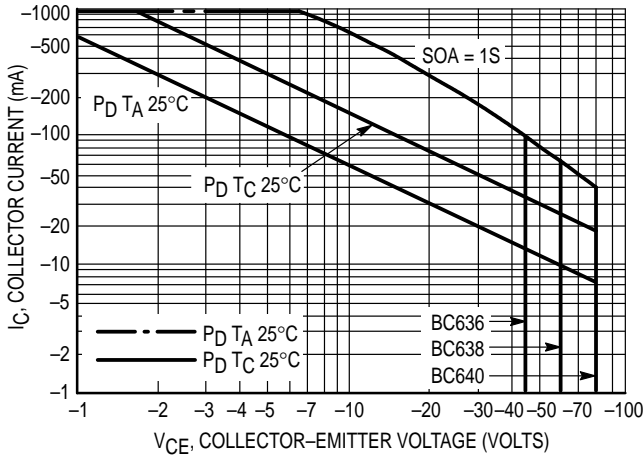 –1000
–500
–200
–100
–50
–20
–10
–5
–2
–1
IC, COLLECTOR CURRENT (mA)
SOA = 1S
PD TA 25°C
PD TC 25°C
PD TA 25°C
PD TC 25°C
BC636
BC638
BC640
–1 –2 –3 –4 –5 –7 –10 –20 –30 –40 –50 –70 –100
VCE, COLLECTOR–EMITTER VOLTAGE (VOLTS)